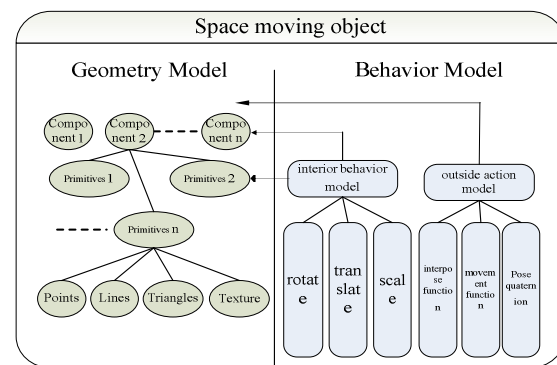 Space moving object
Geometry Model
Behavior Model
Compo
nent 1
Compo
nent 2
Compo
nent n
Primitives 1
Primitives 2
Primitives n
Points
Lines
Triangles
Texture
interior behavior
model
outside action
model
rotat
e
tran
slat
e
scal
e
interpo
se
functio
n
movem
ent
functio
n
Pose
quatern
ion